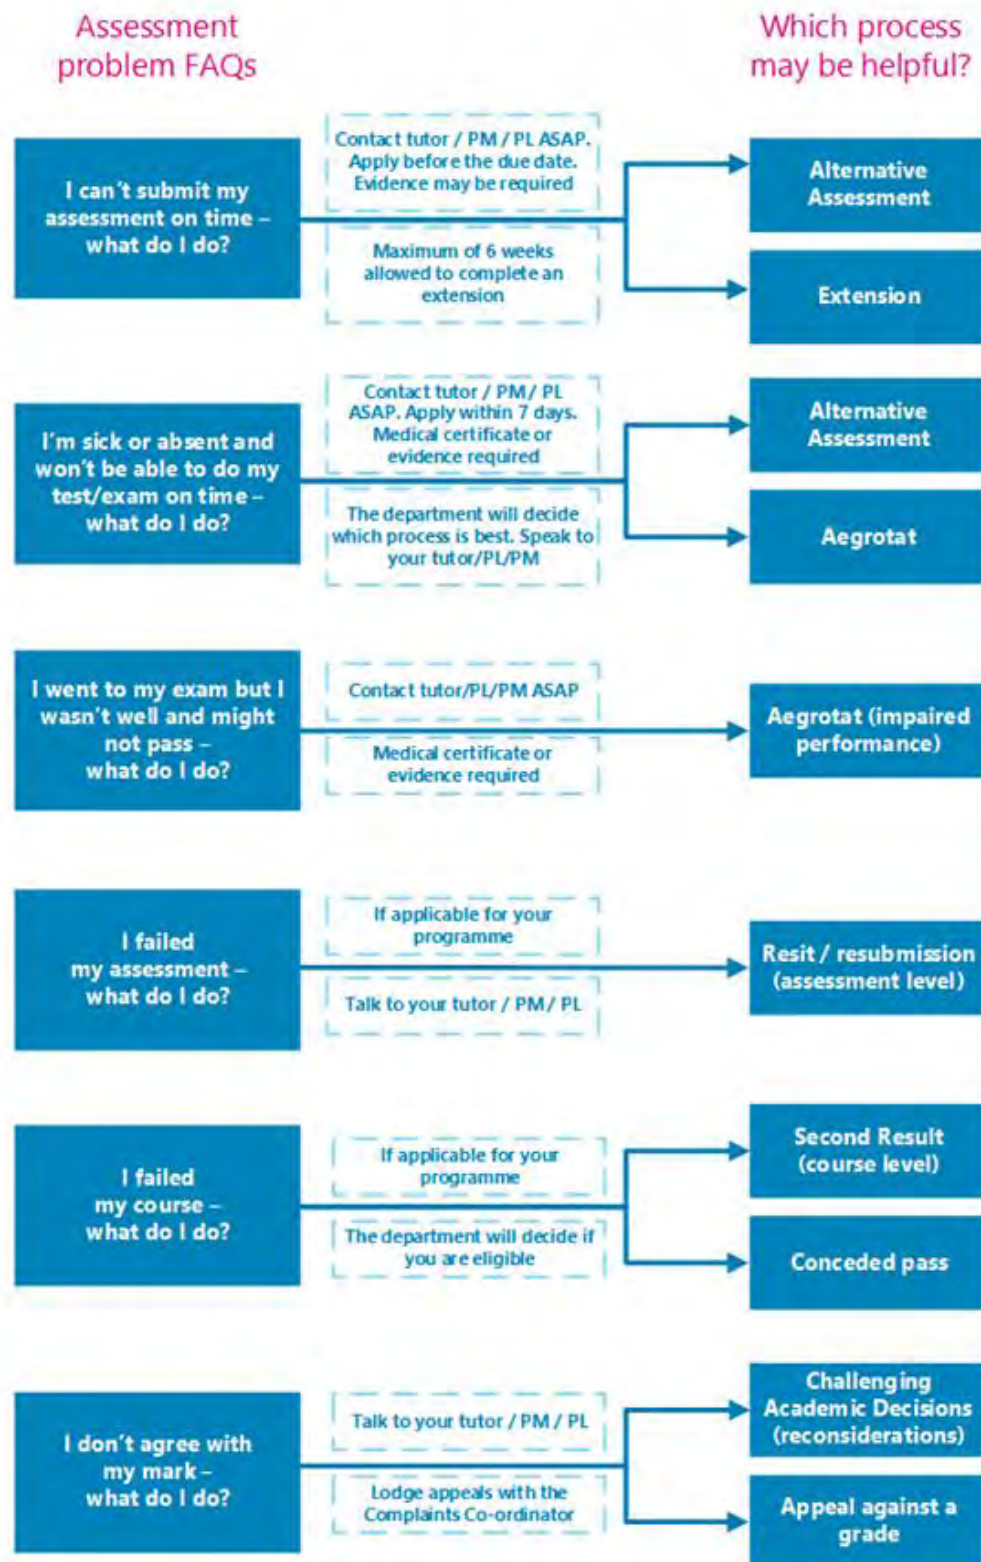 Assessment
problem FAQs
Which process
may be helpful?
I can't submit my
assessment on time –
what do I do?
Contact tutor / PM / PL ASAP.
Apply before the due date.
Evidence may be required
Maximum of 6 weeks
allowed to complete an
extension
Alternative
Assessment
Extension
I'm sick or absent and
won't be able to do my
test/exam on time –
what do I do?
Contact tutor / PM / PL
ASAP. Apply within 7 days.
Medical certificate or
evidence required
The department will decide
which process is best. Speak to
your tutor/PL/PM
Alternative
Assessment
Aegrotat
I went to my exam but I
wasn't well and might
not pass –
what do I do?
Contact tutor/PL/PM ASAP
Medical certificate or
evidence required
Aegrotat (impaired
performance)
I failed
my assessment –
what do I do?
If applicable for your
programme
Talk to your tutor / PM / PL
Resit / resubmission
(assessment level)
I failed
my course –
what do I do?
If applicable for your
programme
The department will decide if
you are eligible
Second Result
(course level)
Conceded pass
I don't agree with
my mark –
what do I do?
Talk to your tutor / PM / PL
Lodge appeals with the
Complaints Co-ordinator
Challenging
Academic Decisions
(reconsiderations)
Appeal against a
grade